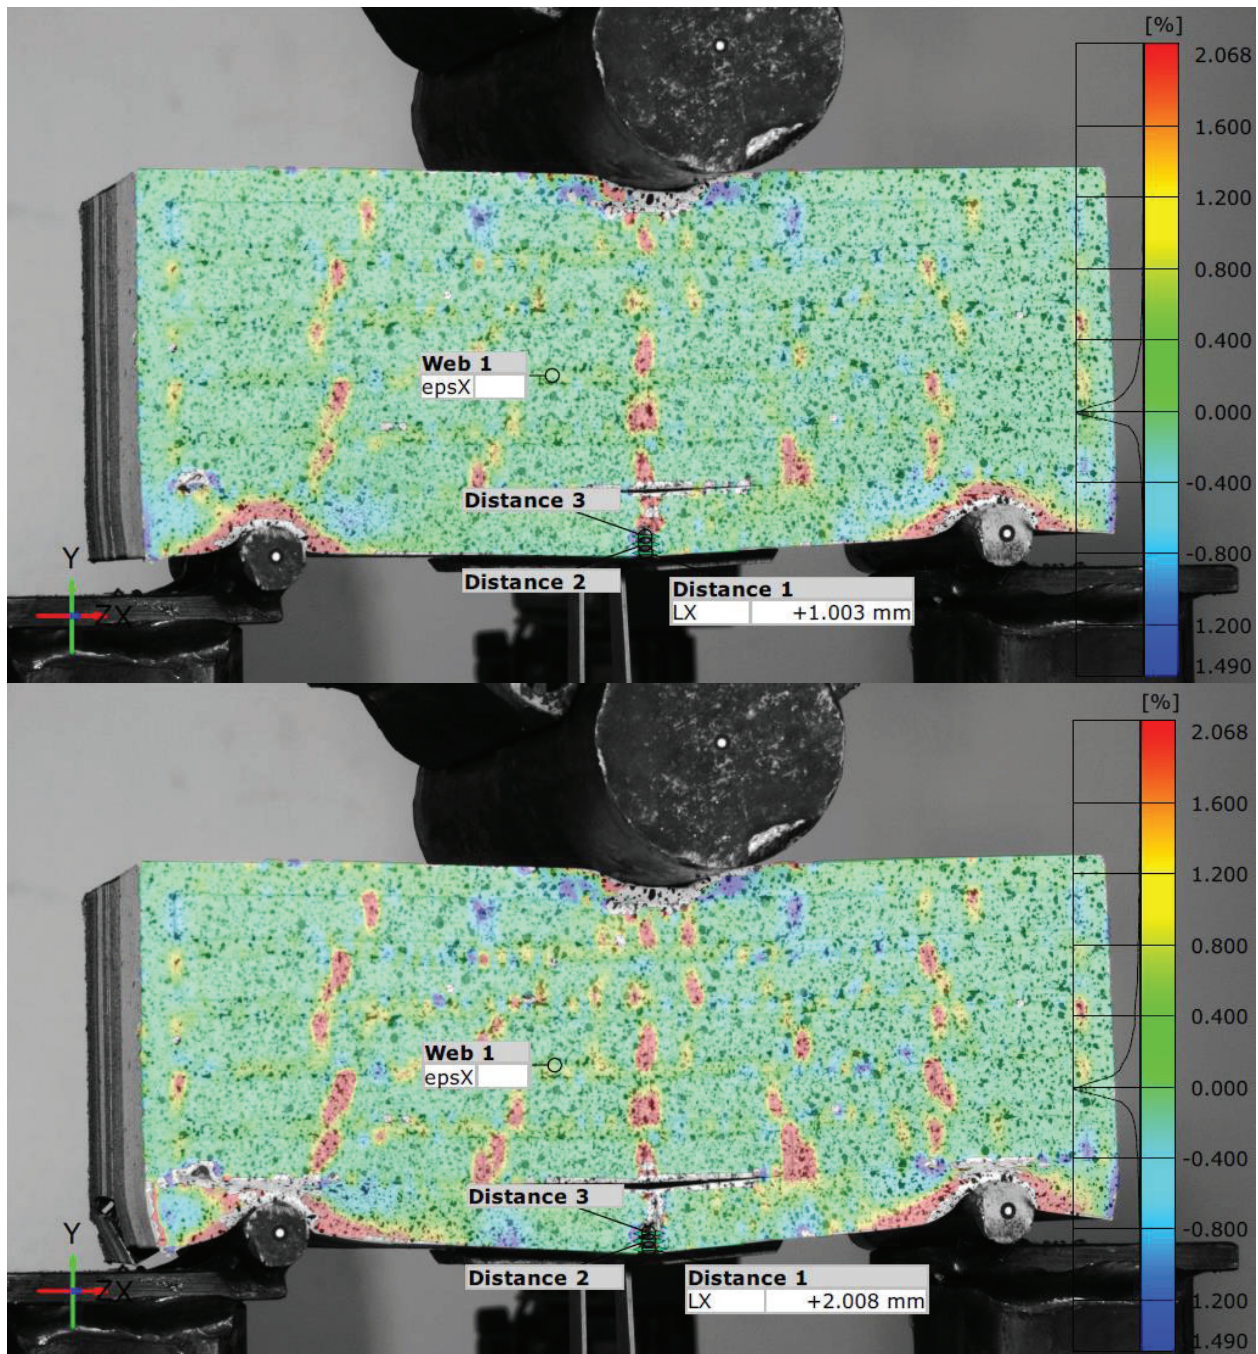 [%]
2.068
1.600
1.200
0.800
0.400
0.000
-0.400
-0.800
1.200
1.490
Web 1
epsX
Distance 3
Distance 2
Distance 1
LX +1.003 mm
Y
ZX
[%]
2.068
1.600
1.200
0.800
0.400
0.000
-0.400
-0.800
1.200
1.490
Web 1
epsX
Distance 3
Distance 2
Distance 1
LX +2.008 mm
Y
ZX